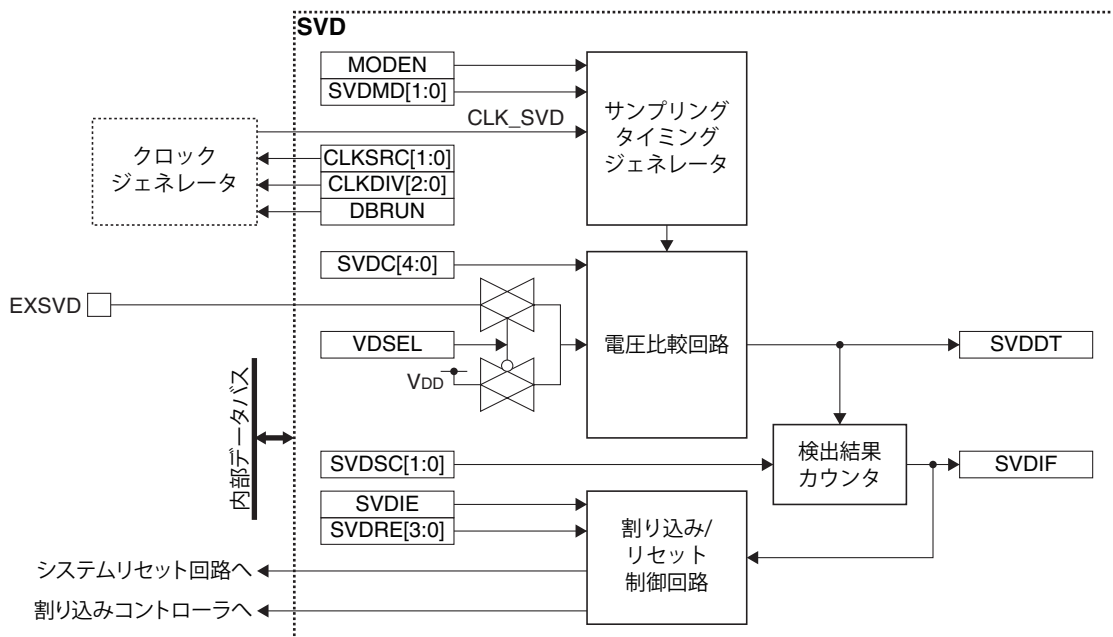 SVD
MODEN
SVDMD[1:0]
CLK_SVD
サンプリング
タイミング
ジェネレータ
クロック
ジェネレータ
CLKSRC[1:0]
CLKDIV[2:0]
DBRUN
SVDC[4:0]
EXSVD
VDSEL
VDD
電圧比較回路
SVDDT
内部データバス
SVDSC[1:0]
検出結果
カウンタ
SVDIF
SVDIE
SVDRE[3:0]
割り込み/
リセット
制御回路
システムリセット回路へ
割り込みコントローラへ